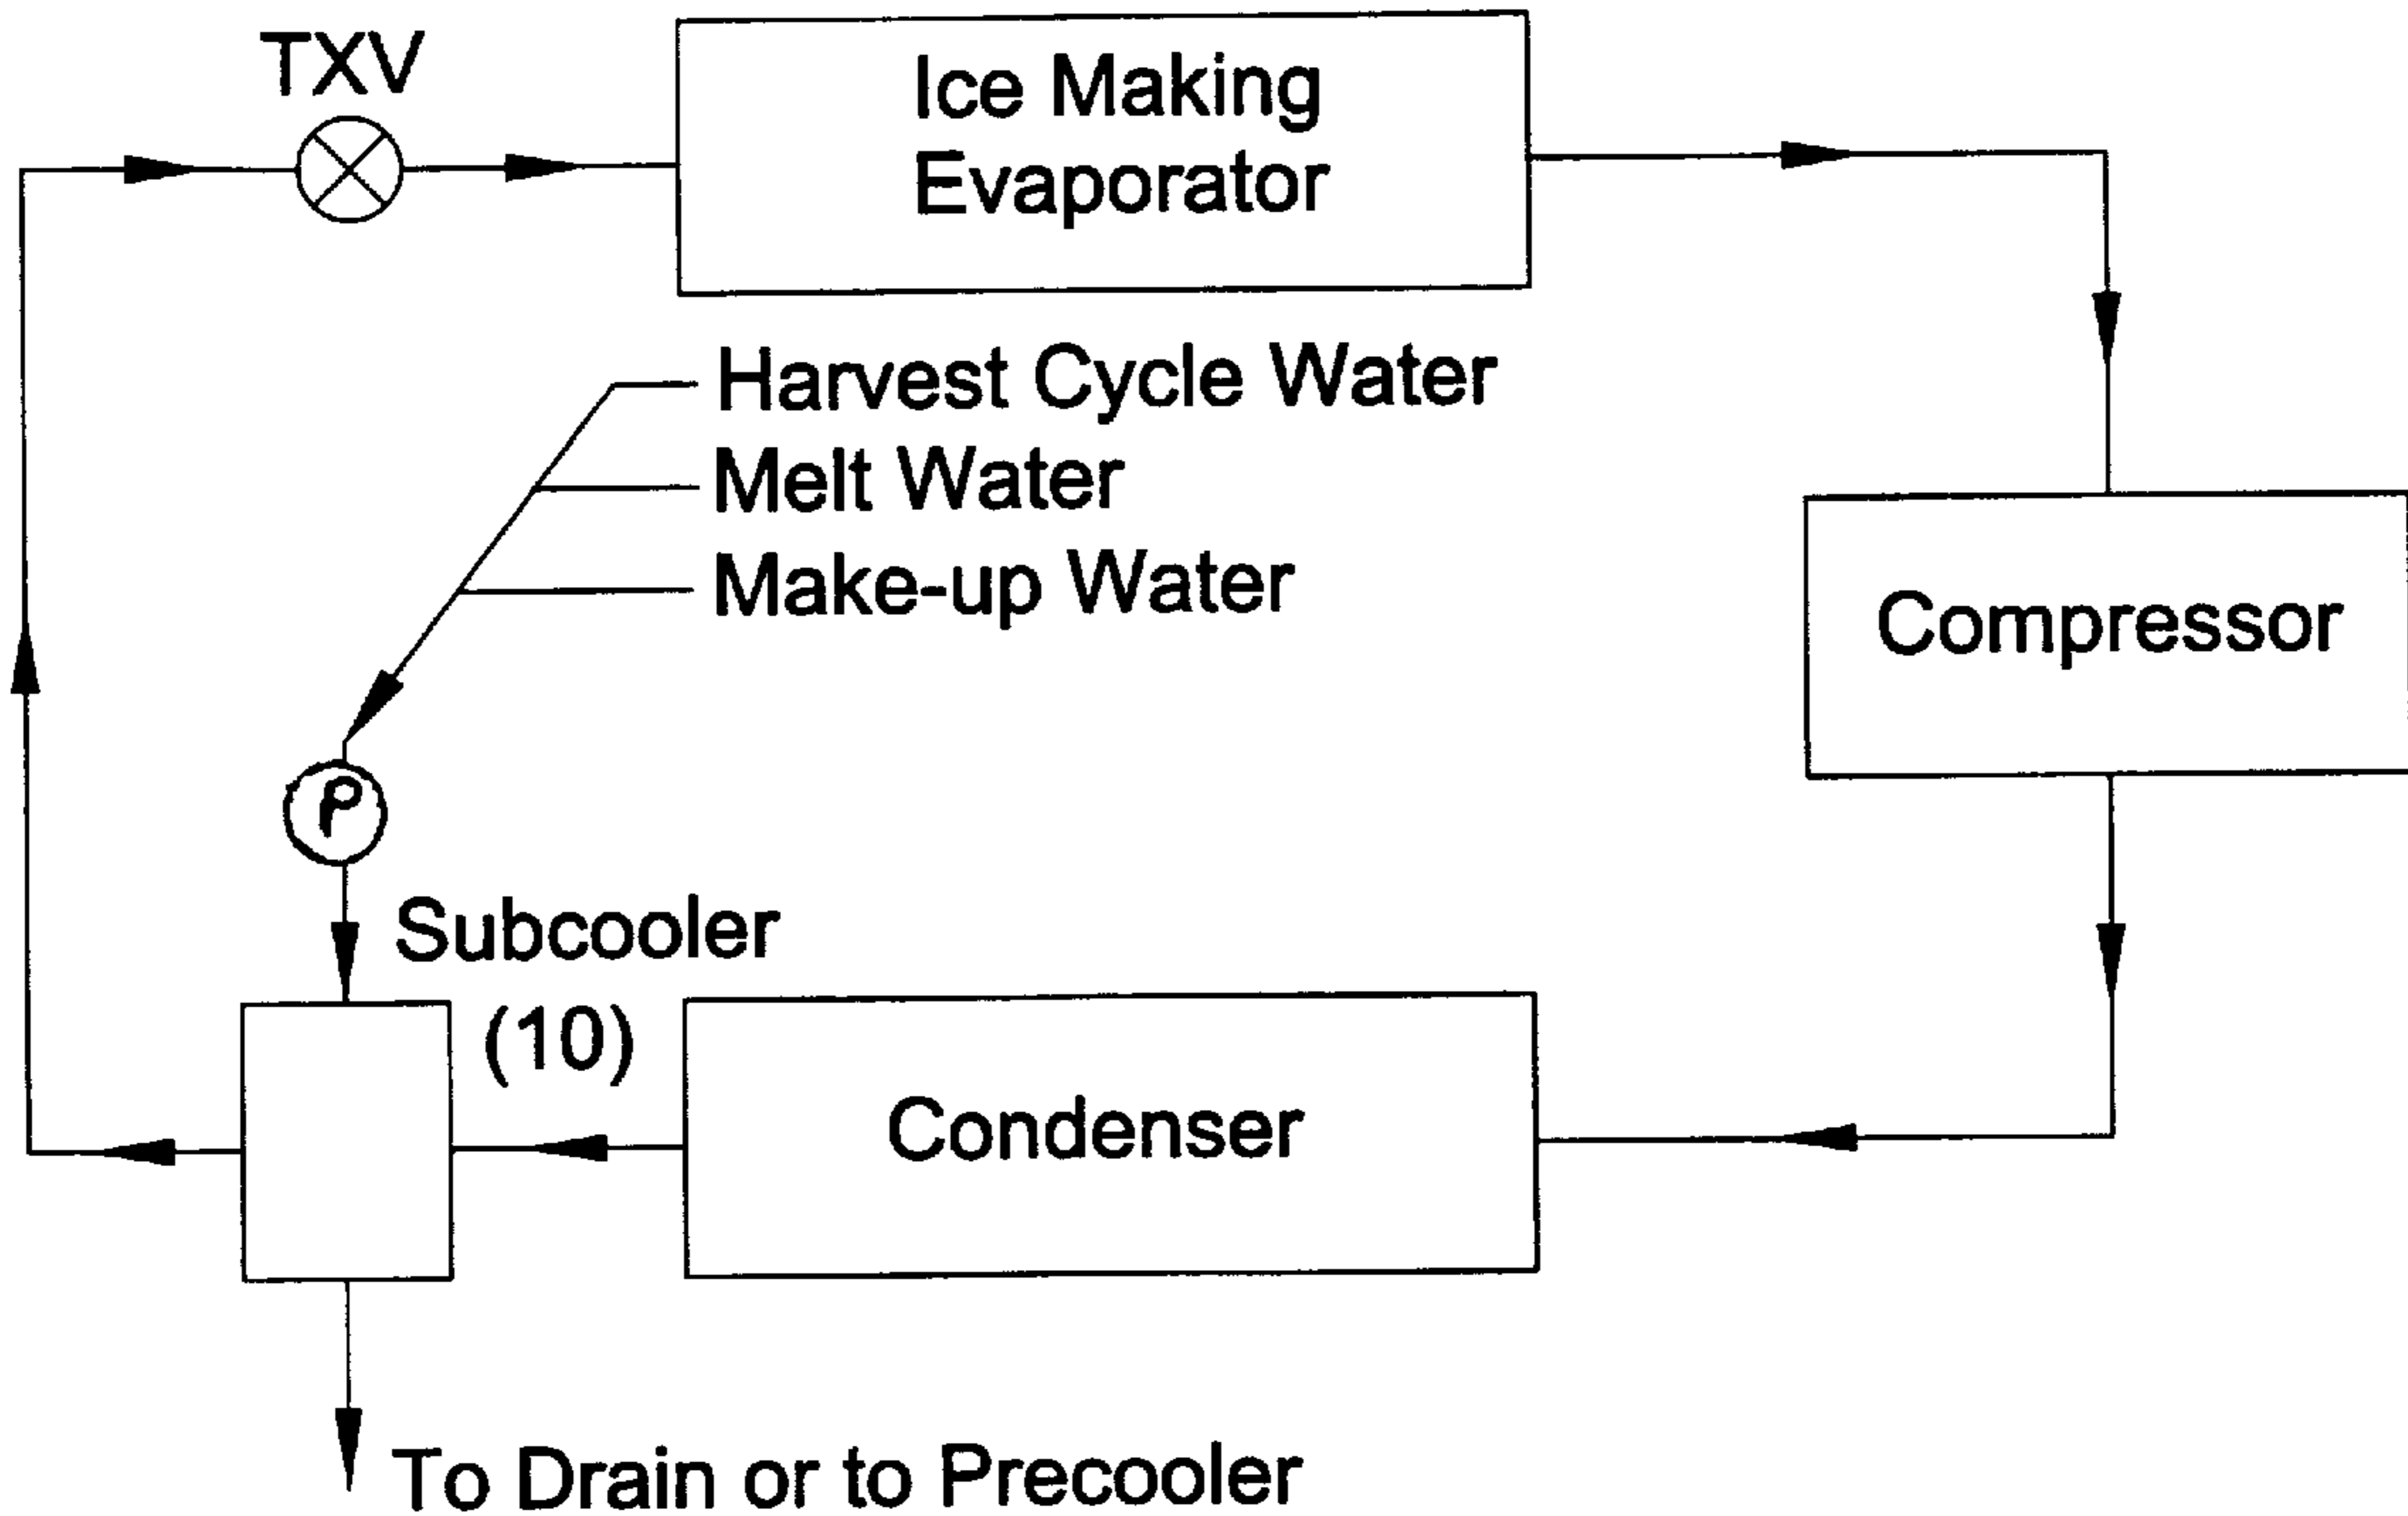 TXV
Ice Making
Evaporator
Harvest Cycle Water
Melt Water
Make-up Water
Compressor
P
Subcooler
(10)
Condenser
To Drain or to Precooler